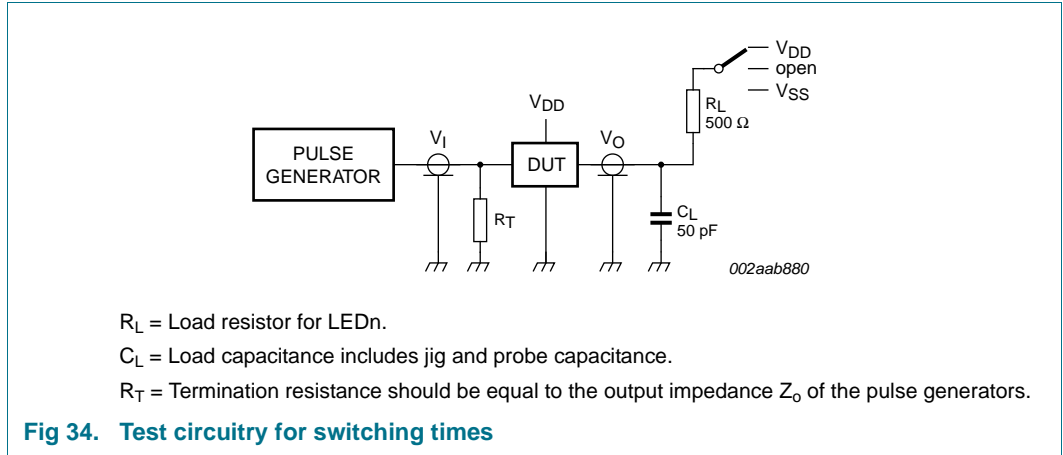 V_DD
open
V_SS
R_L
500 Ω
V_DD
V_I
V_O
PULSE
GENERATOR
DUT
R_T
C_L
50 pF
002aab880
R_L = Load resistor for LEDn.
C_L = Load capacitance includes jig and probe capacitance.
R_T = Termination resistance should be equal to the output impedance Z_o of the pulse generators.
Fig 34. Test circuitry for switching times